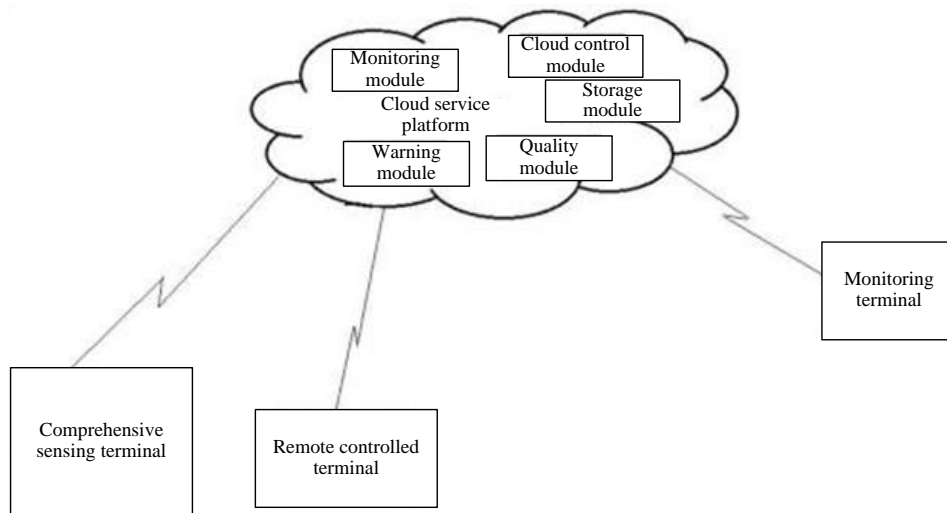 Monitoring
module
Cloud control
module
Storage
module
Cloud service
platform
Warning
module
Quality
module
Monitoring
terminal
Comprehensive
sensing terminal
Remote controlled
terminal